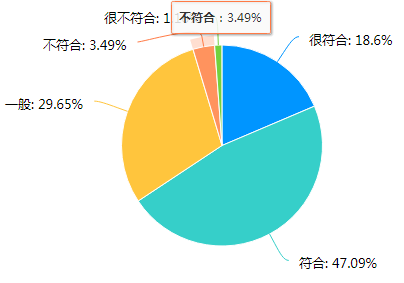 很不符合: 1.
不符合 : 3.49%
不符合: 3.49%
很符合: 18.6%
一般: 29.65%
符合: 47.09%